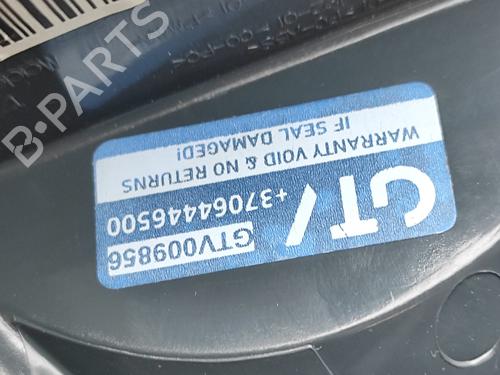 GTV009856
+37064446500
GTV
WARRANTY VOID & NO RETURNS
IF SEAL DAMAGED!
B-PARTS